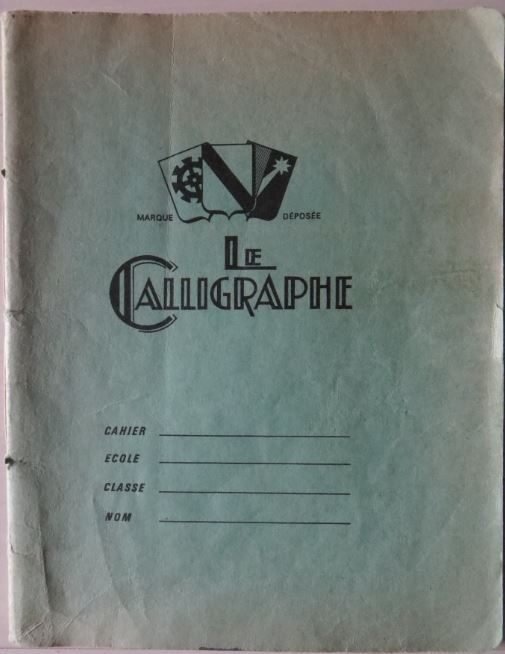 MARQUE DÉPOSÉE
LE
CALLIGRAPHE
CAHIER
ECOLE
CLASSE
NOM